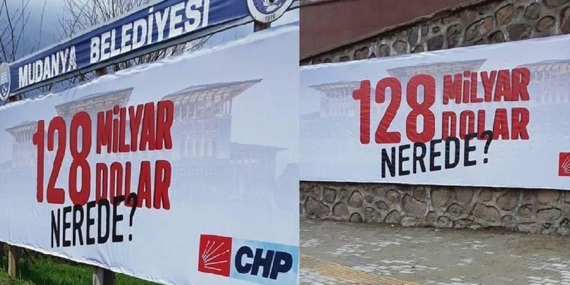 MUDANYA BELEDİYESİ
128 MİLYAR
DOLAR
NEREDE?
CHP
128 MİLYAR
DOLAR
NEREDE?